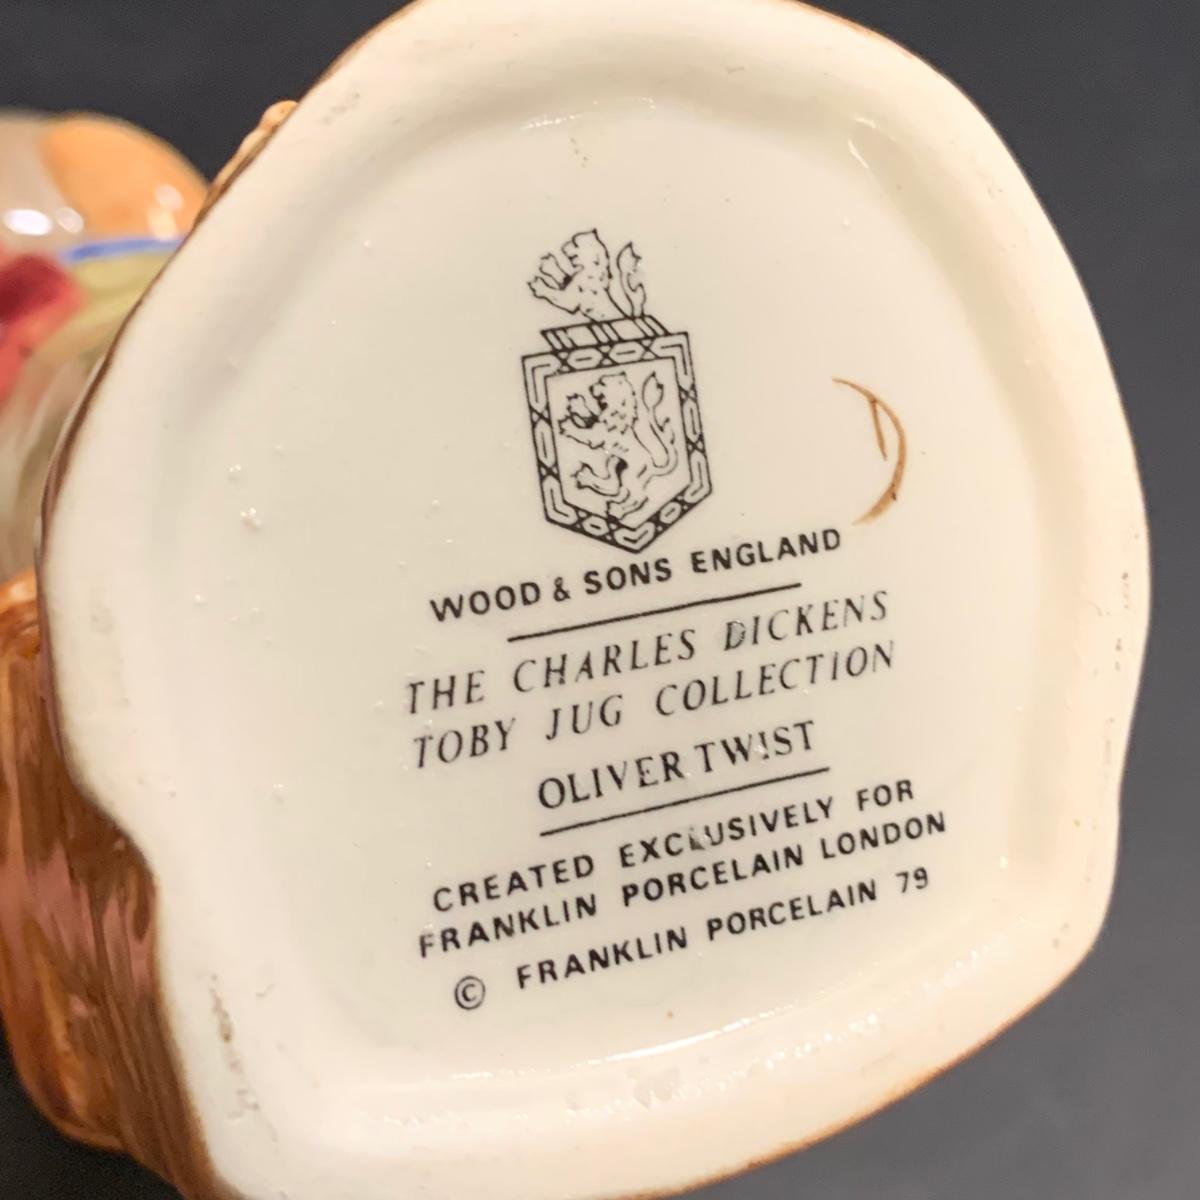 WOOD & SONS ENGLAND
THE CHARLES DICKENS
TOBY JUG COLLECTION
OLIVER TWIST
CREATED EXCLUSIVELY FOR
FRANKLIN PORCELAIN LONDON
© FRANKLIN PORCELAIN 79